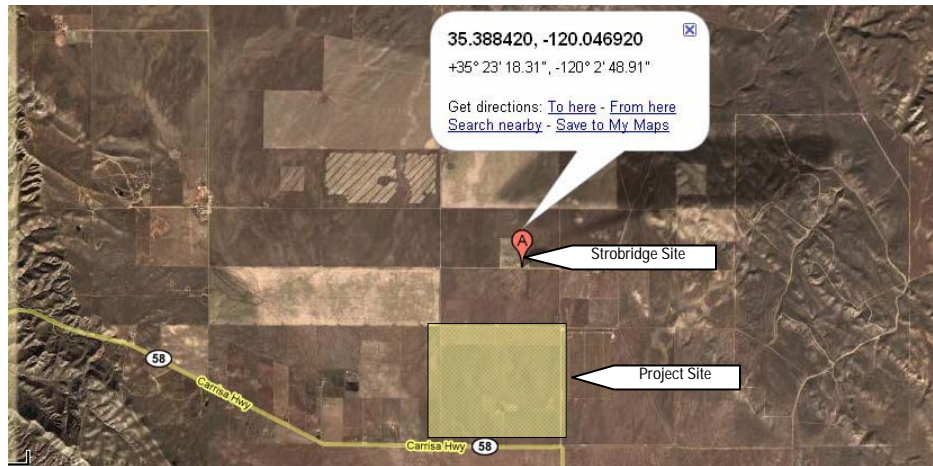 35.388420, -120.046920
+35° 23' 18.31", -120° 2' 48.91"
Get directions: To here - From here
Search nearby - Save to My Maps
A
Strobridge Site
58
Carrisa Hwy
Project Site
Carrisa Hwy 58